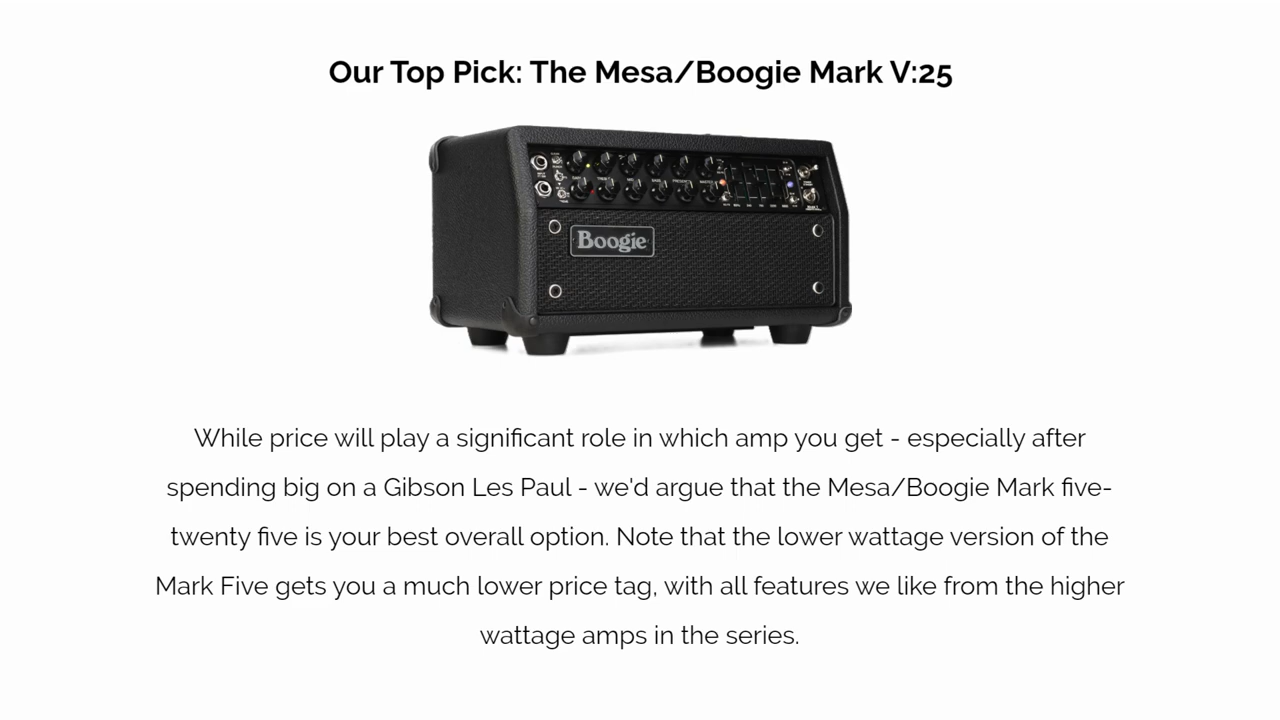 Our Top Pick: The Mesa/Boogie Mark V:25
Boogie
While price will play a significant role in which amp you get - especially after
spending big on a Gibson Les Paul - we'd argue that the Mesa/Boogie Mark five-
twenty five is your best overall option. Note that the lower wattage version of the
Mark Five gets you a much lower price tag, with all features we like from the higher
wattage amps in the series.